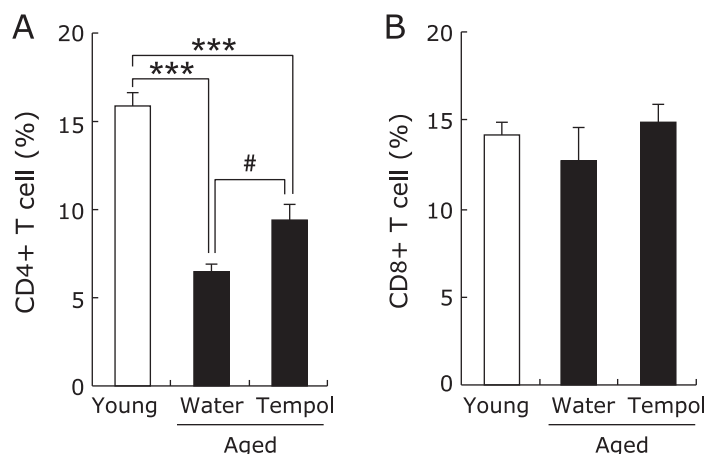 A
CD4+ T cell (%)
20
15
10
5
0
***
***
#
Young Water Tempol
Aged
B
CD8+ T cell (%)
20
15
10
5
0
Young Water Tempol
Aged